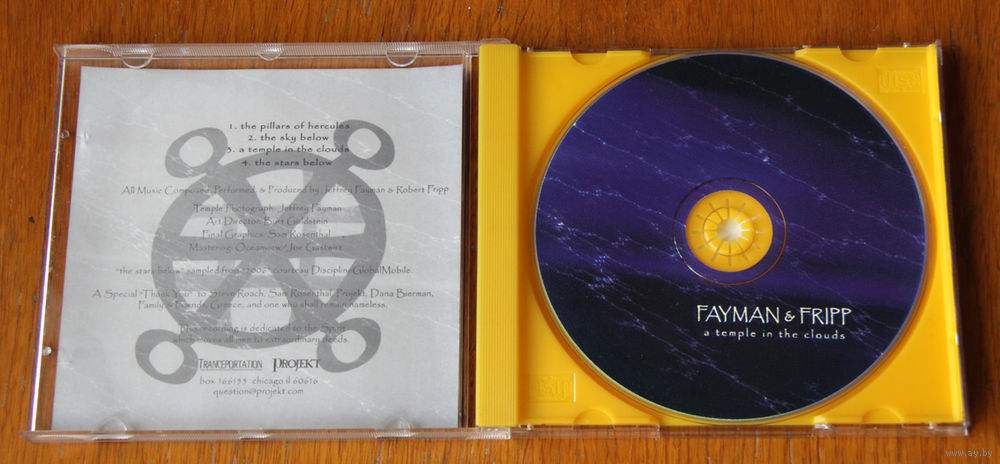 1. the pillars of hercules
2. the sky below
3. a temple in the clouds
4. the stars below
All Music Composed, Performed, & Produced by Jeffrey Fayman & Robert Fripp
Temple Photograph: Jeffrey Fayman
Art Director: Burt Goldstein
Final Graphics: Sam Rosenthal
Mastering: Oceanview / Joe Gastwirt
"the stars below" sampled from "2006" courtesy Discipline GlobalMobile.
A Special "Thank You" to Steve Roach, Sam Rosenthal, Projekt, Dana Bierman,
Family & Friends, Greece, and one who shall remain nameless.
This recording is dedicated to the Spirit
which moves all men to extraordinary deeds.
TRANCEPORTATION PROJEKT
box 166155 chicago il 60616
question@projekt.com
FAYMAN & FRIPP
a temple in the clouds
disc
www.ay.by